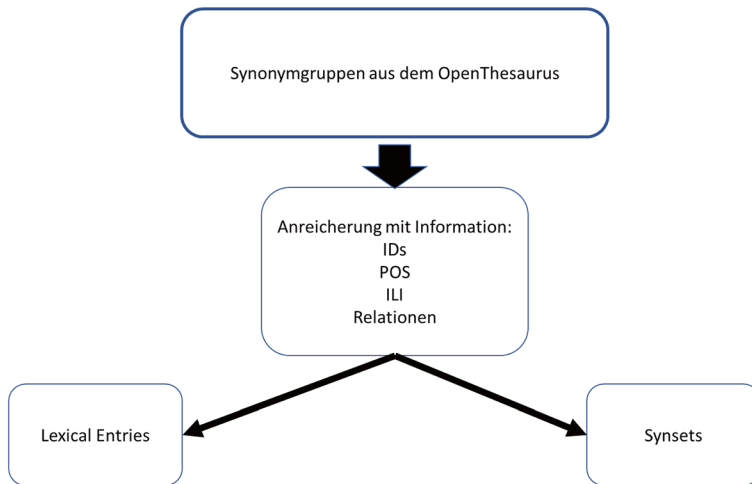 Synonymgruppen aus dem OpenThesaurus
Anreicherung mit Information:
IDs
POS
ILI
Relationen
Lexical Entries
Synsets